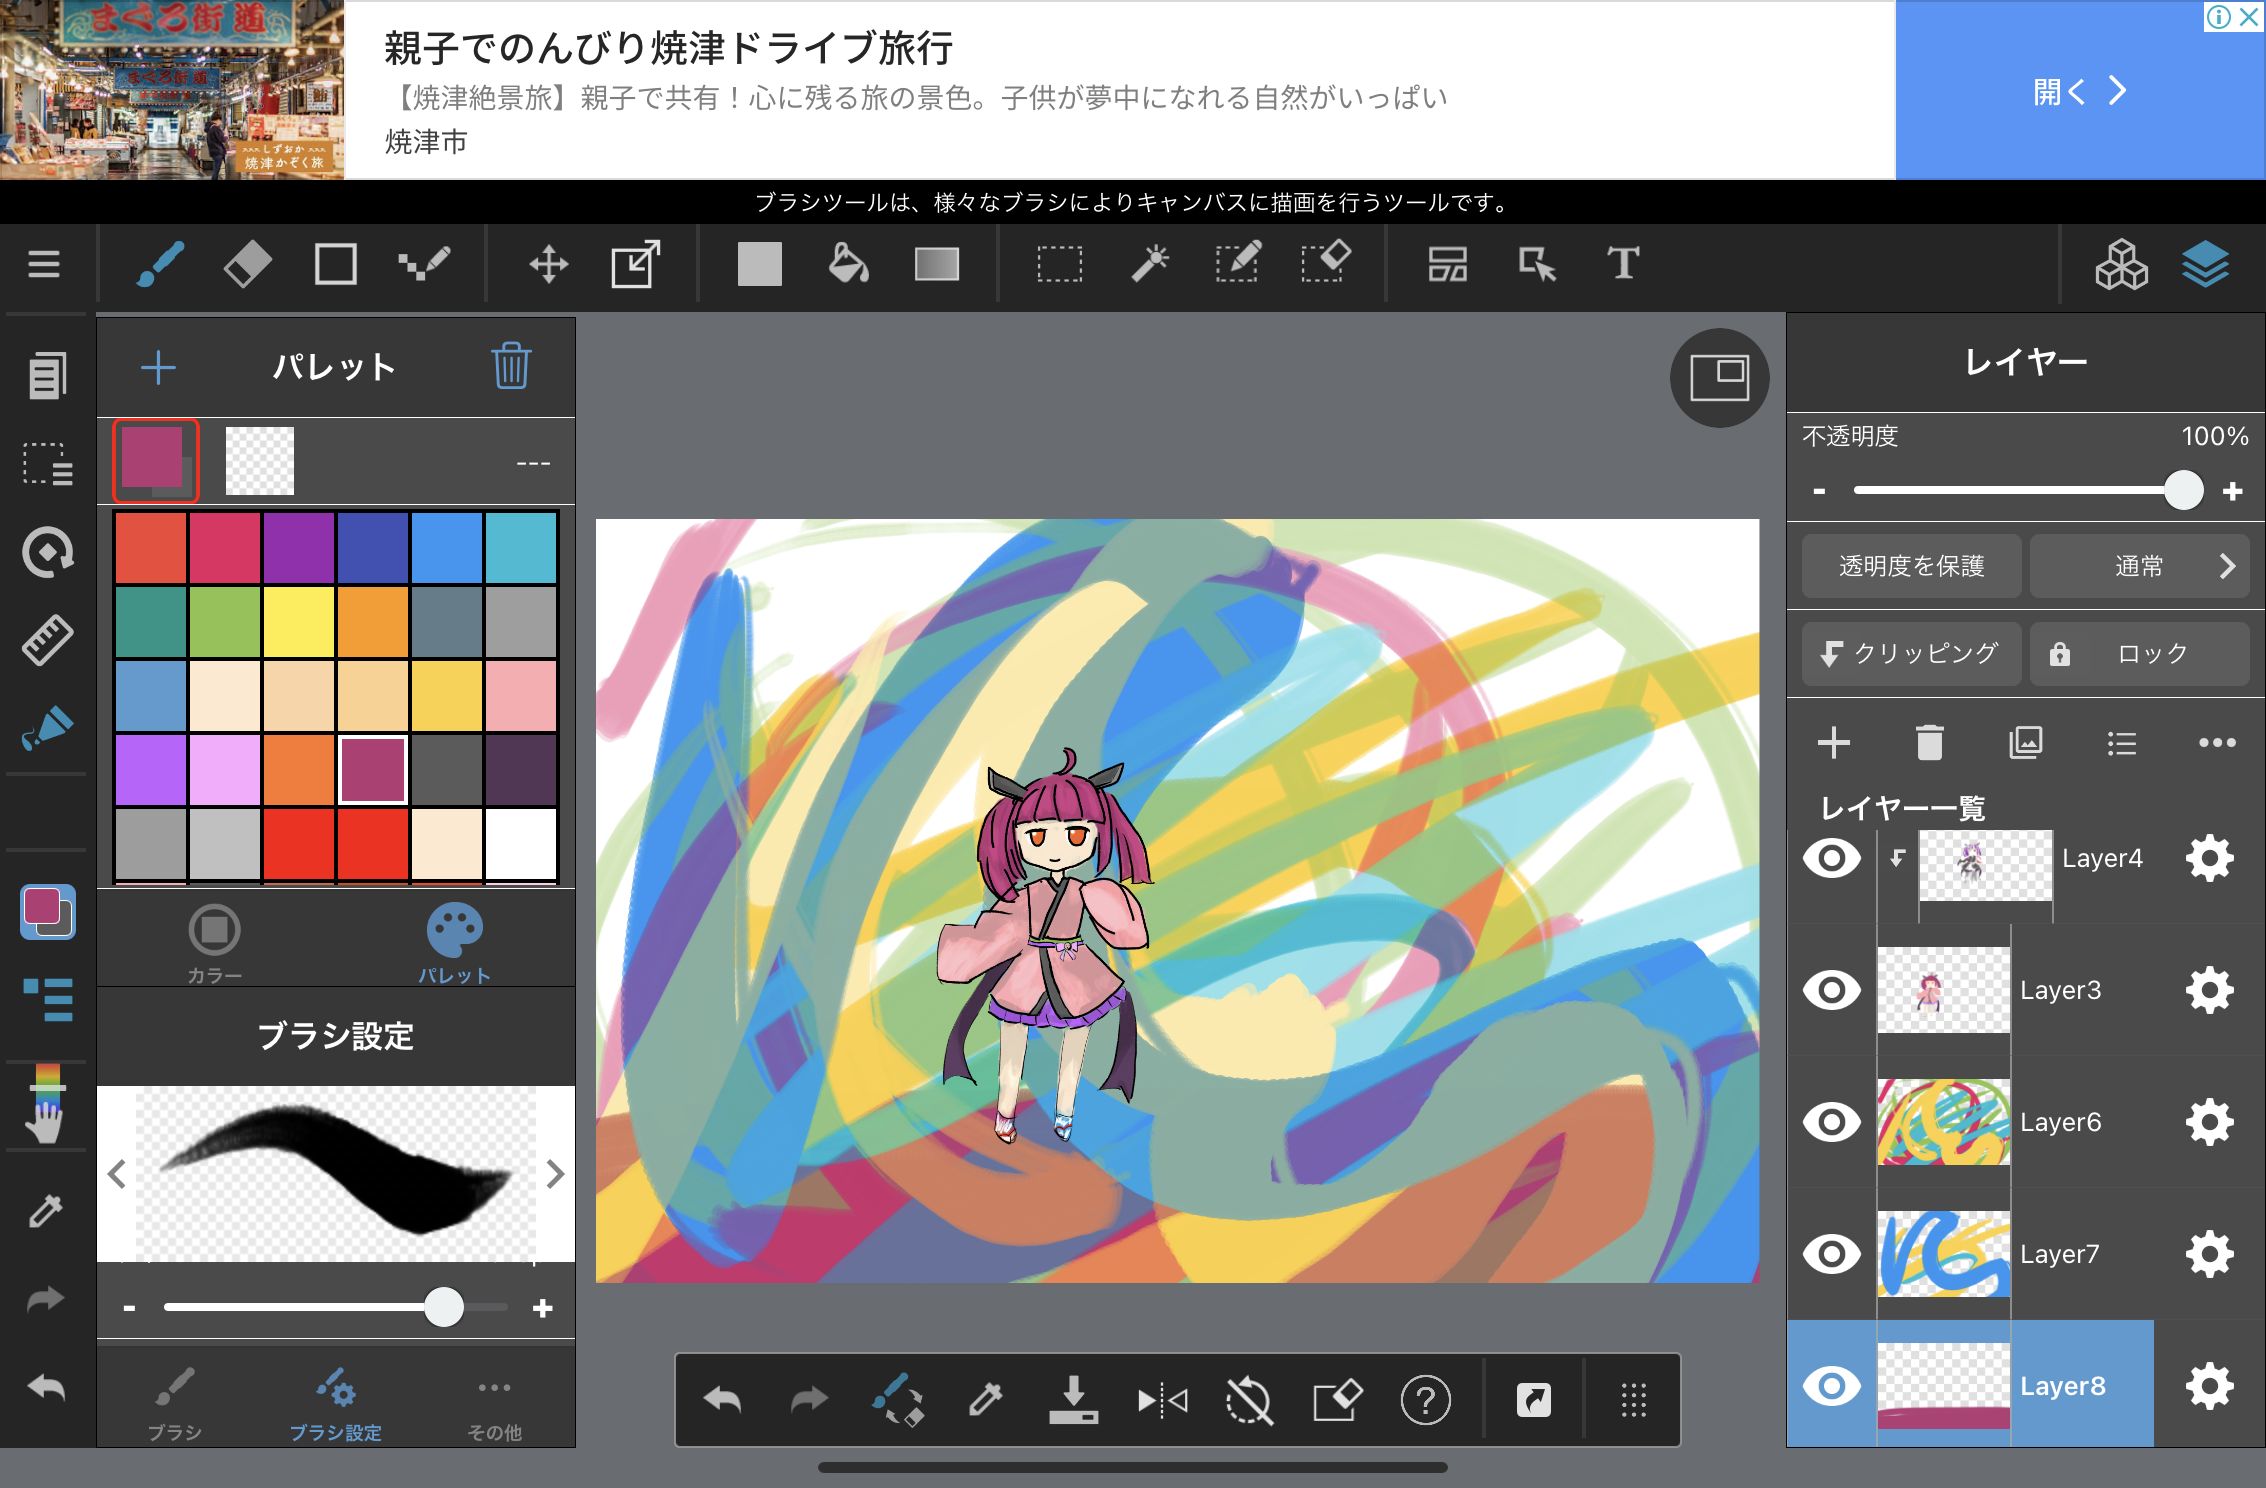 まぐろ街道
まぐろ街道
しずおか
焼津かぞく旅
親子でのんびり焼津ドライブ旅行
【焼津絶景旅】親子で共有！心に残る旅の景色。子供が夢中になれる自然がいっぱい
焼津市
開く
ブラシツールは、様々なブラシによりキャンバスに描画を行うツールです。
T
パレット
---
カラー
パレット
ブラシ設定
-
+
ブラシ
ブラシ設定
その他
?
レイヤー
不透明度
100%
-
+
透明度を保護
通常
クリッピング
ロック
レイヤー一覧
Layer4
Layer3
Layer6
Layer7
Layer8